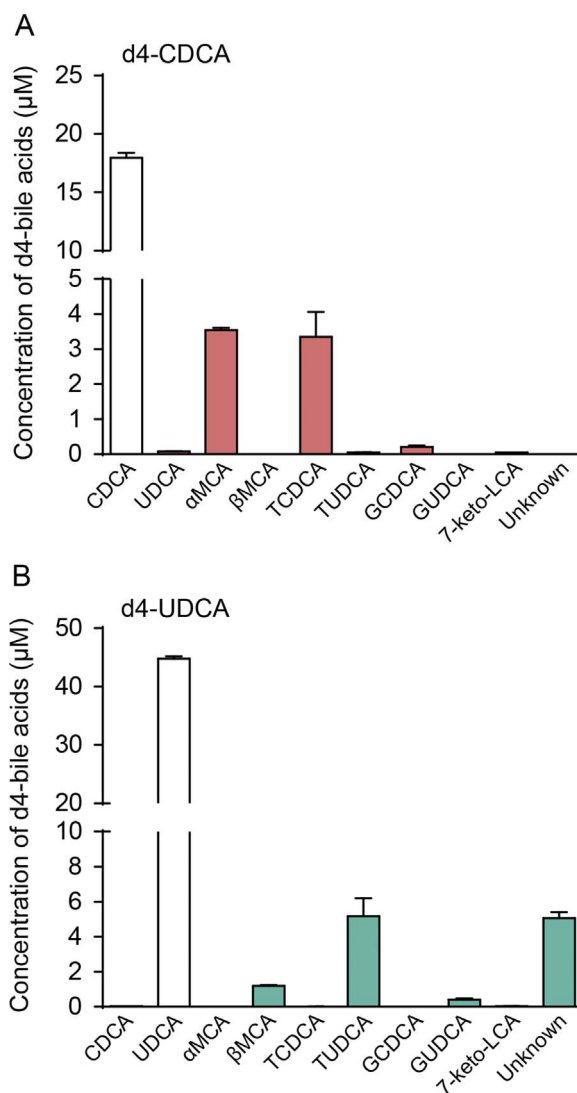 A
d4-CDCA
Concentration of d4-bile acids (µM)
25
20
15
10
5
4
3
2
1
0
CDCA
UDCA
αMCA
βMCA
TCDCA
TUDCA
GCDCA
GUDCA
7-keto-LCA
Unknown
B
d4-UDCA
Concentration of d4-bile acids (µM)
50
40
30
20
10
8
6
4
2
0
CDCA
UDCA
αMCA
βMCA
TCDCA
TUDCA
GCDCA
GUDCA
7-keto-LCA
Unknown